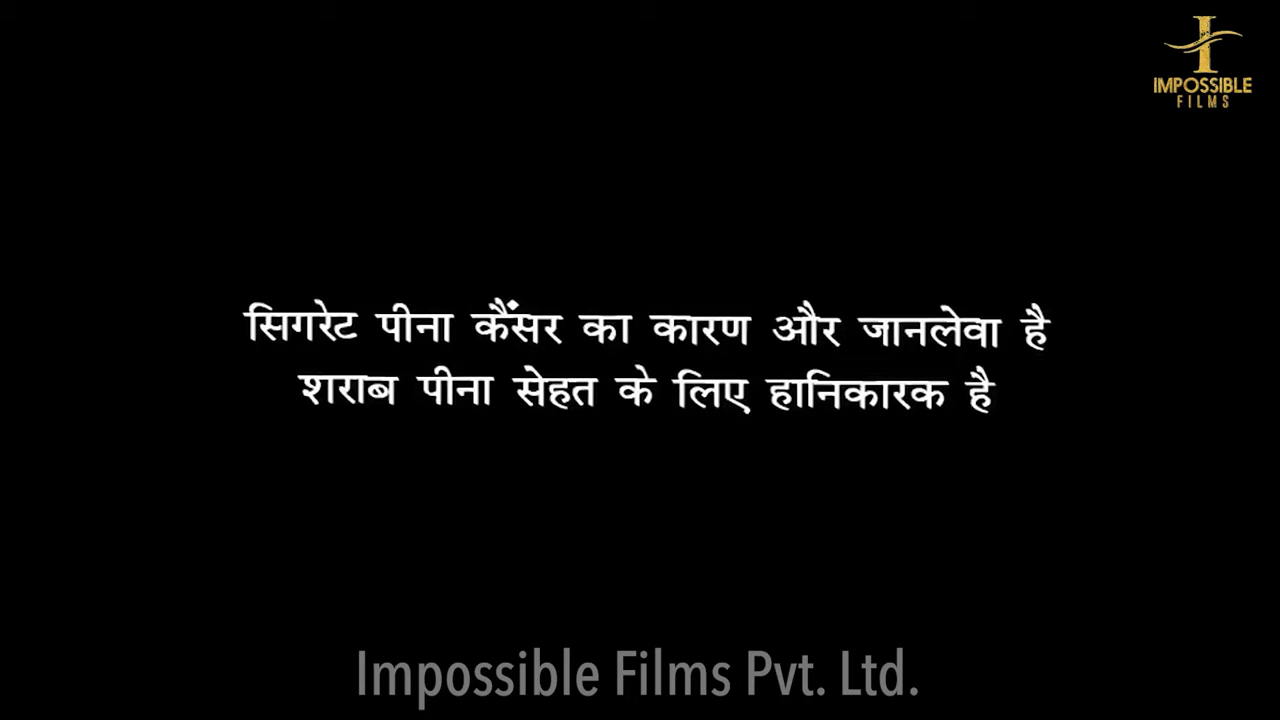 IMPOSSIBLE
FILMS
सिगरेट पीना कैंसर का कारण और जानलेवा है
शराब पीना सेहत के लिए हानिकारक है
Impossible Films Pvt. Ltd.